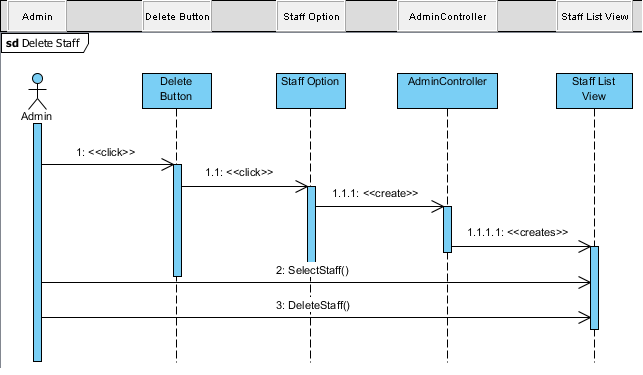 Admin
Delete Button
Staff Option
AdminController
Staff List View
sd Delete Staff
Delete
Button
Staff Option
AdminController
Staff List
View
Admin
1: <<click>>
1.1: <<click>>
1.1.1: <<create>>
1.1.1.1: <<creates>>
2: SelectStaff()
3: DeleteStaff()